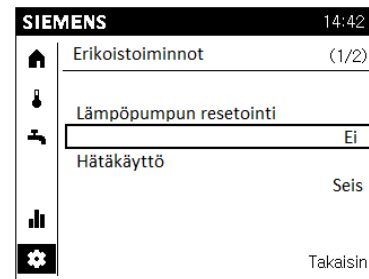 SIEMENS 14:42
Erikoistoiminnot (1/2)
Lämpöpumpun resetointi
Ei
Hätäkäyttö
Seis
Takaisin